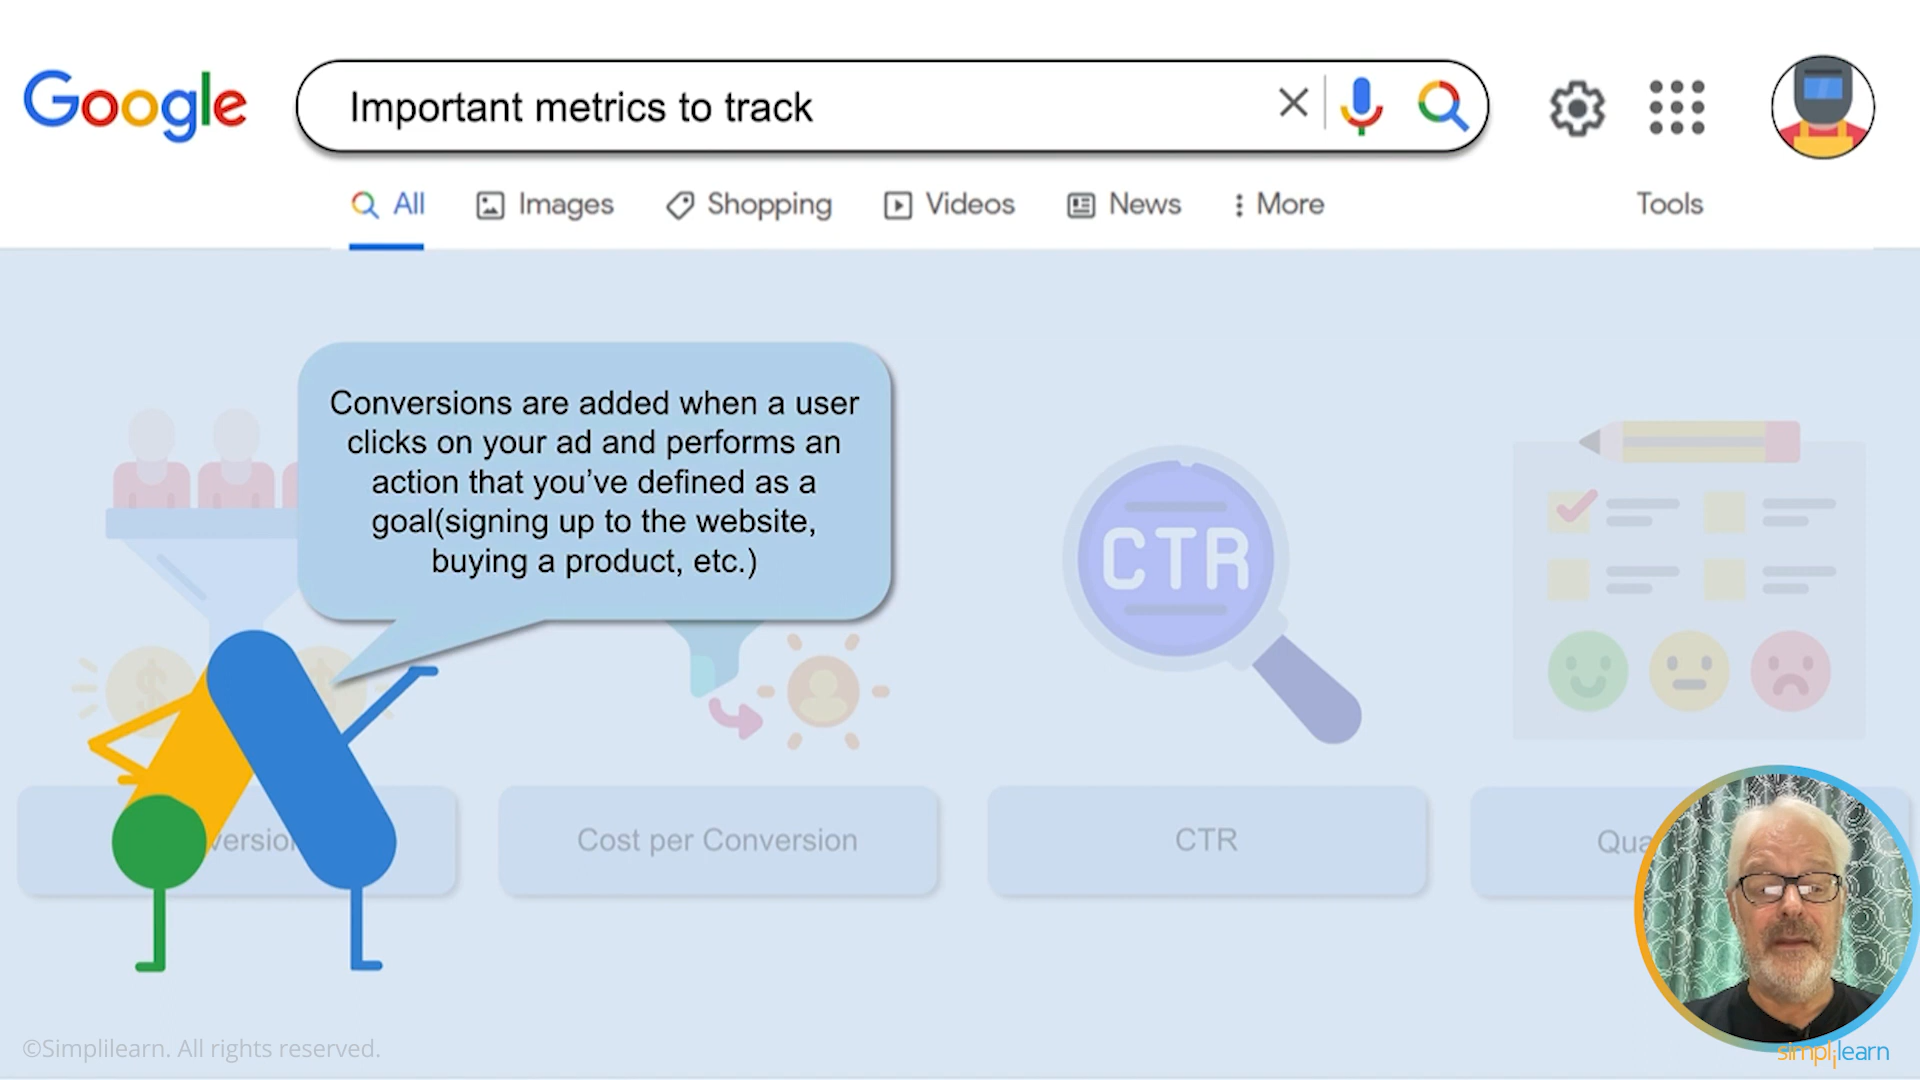 Google
Important metrics to track
All
Images
Shopping
Videos
News
More
Tools
Conversions are added when a user
clicks on your ad and performs an
action that you've defined as a
goal(signing up to the website,
buying a product, etc.)
CTR
Cost per Conversion
CTR
©Simplilearn. All rights reserved.
simplilearn